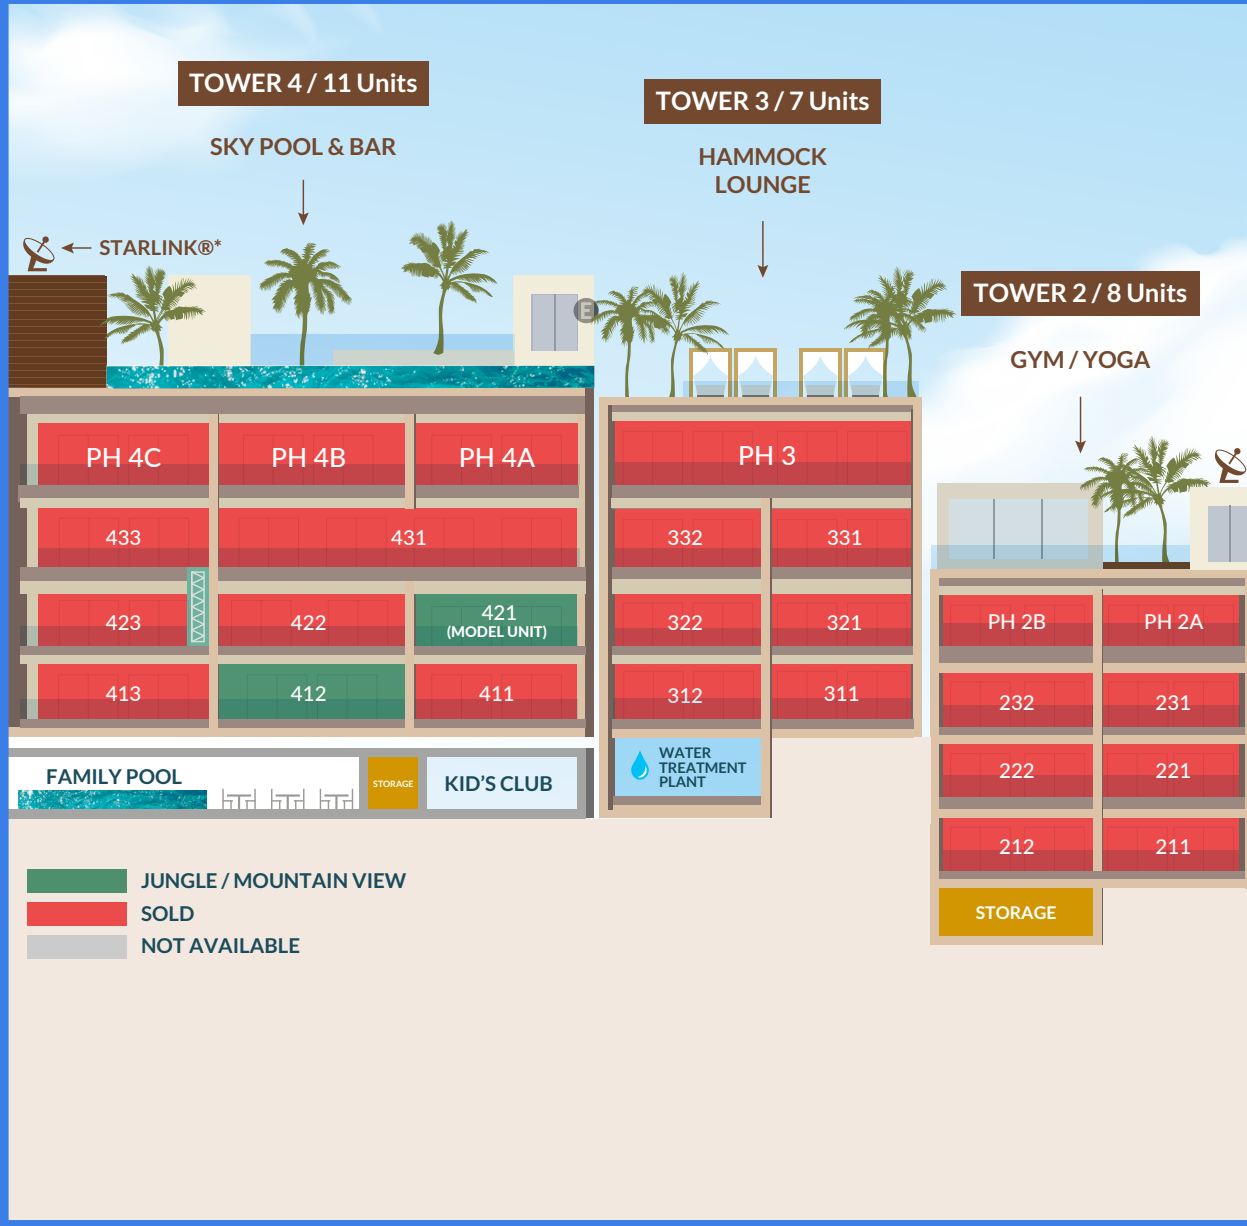 TOWER 4 / 11 Units
SKY POOL & BAR
STARLINK®*
E
PH 4C
PH 4B
PH 4A
433
431
423
422
421
(MODEL UNIT)
413
412
411
FAMILY POOL
STORAGE
KID'S CLUB
TOWER 3 / 7 Units
HAMMOCK
LOUNGE
PH 3
332
331
322
321
312
311
WATER
TREATMENT
PLANT
TOWER 2 / 8 Units
GYM / YOGA
PH 2B
PH 2A
232
231
222
221
212
211
STORAGE
JUNGLE / MOUNTAIN VIEW
SOLD
NOT AVAILABLE